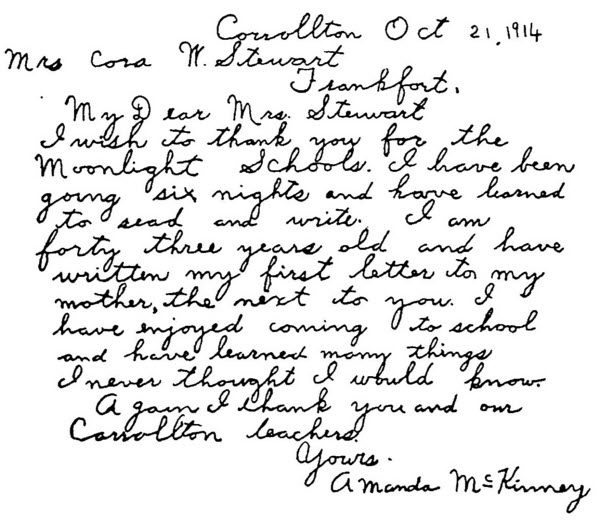 Carrollton Oct 21, 1914
Mrs Cora W. Stewart
Frankfort.
My Dear Mrs. Stewart
I wish to thank you for the
Moonlight Schools. I have been
going six nights and have learned
to read and write. I am
forty three years old and have
written my first letter to my
mother, the next to you. I
have enjoyed coming to school
and have learned many things
I never thought I would know.
Again I thank you and our
Carrollton teachers.
Yours.
Amanda McKinney